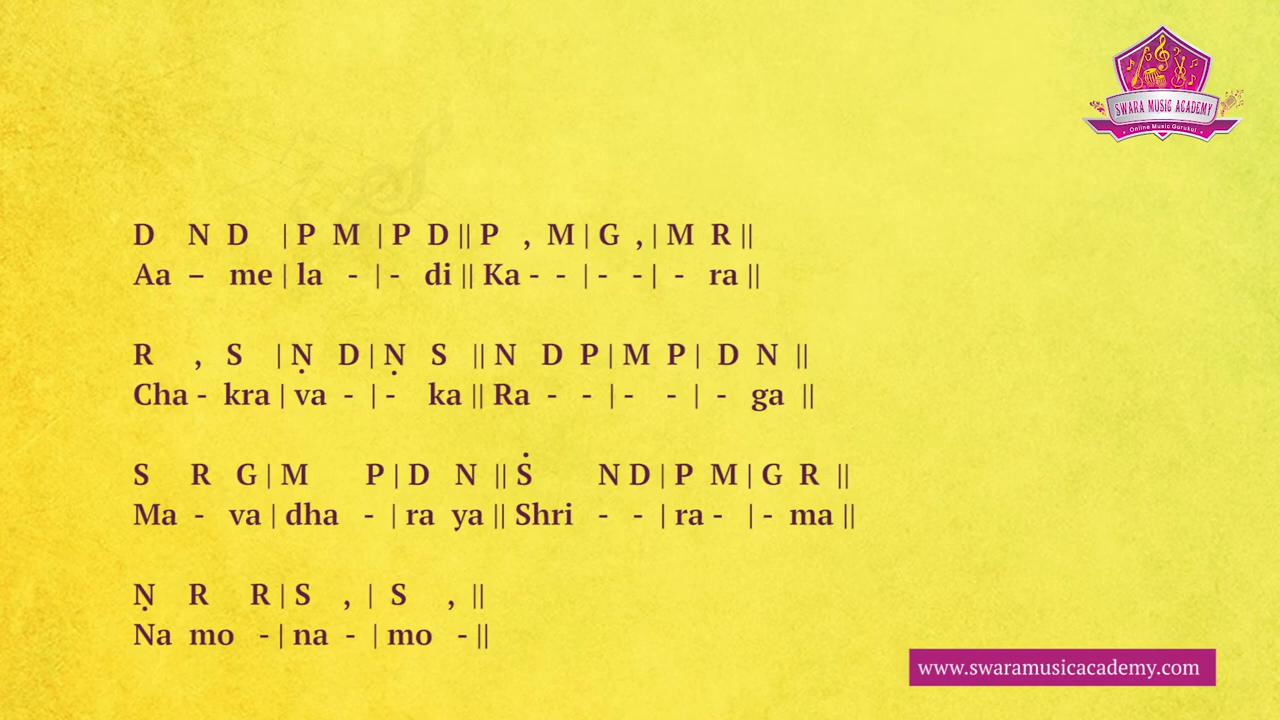 SWARA MUSIC ACADEMY
• Online Music Gurukul •
D N D | P M | P D || P , M | G , | M R ||
Aa – me | la - | - di || Ka - - | - - | - ra ||
R , S | Ṇ D | Ṇ S || N D P | M P | D N ||
Cha - kra | va - | - ka || Ra - - | - - | - ga ||
S R G | M P | D N || Ṡ N D | P M | G R ||
Ma - va | dha - | ra ya || Shri - - | ra - | - ma ||
Ṇ R R | S , | S , ||
Na mo - | na - | mo - ||
www.swaramusicacademy.com